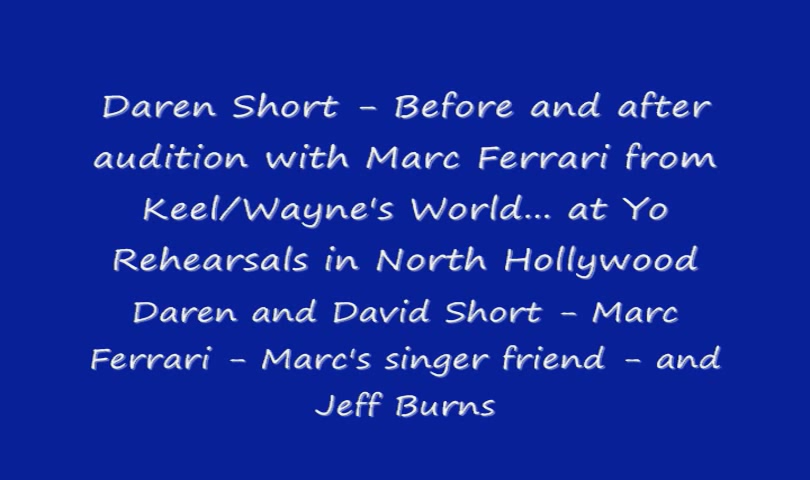 Daren Short - Before and after
audition with Marc Ferrari from
Keel/Wayne's World... at Yo
Rehearsals in North Hollywood
Daren and David Short - Marc
Ferrari - Marc's singer friend - and
Jeff Burns